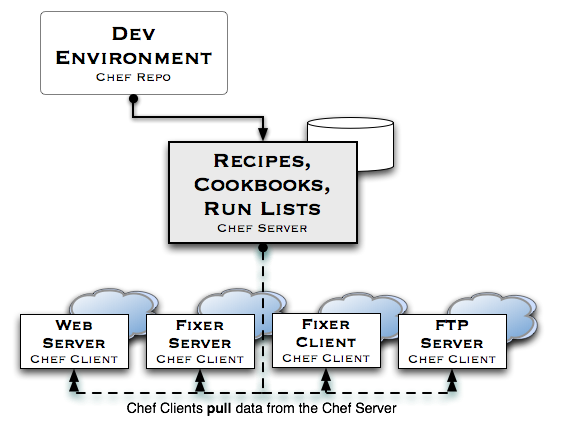 DEV
ENVIRONMENT
CHEF REPO
RECIPES,
COOKBOOKS,
RUN LISTS
CHEF SERVER
WEB
SERVER
CHEF CLIENT
FIXER
SERVER
CHEF CLIENT
FIXER
CLIENT
CHEF CLIENT
FTP
SERVER
CHEF CLIENT
Chef Clients pull data from the Chef Server